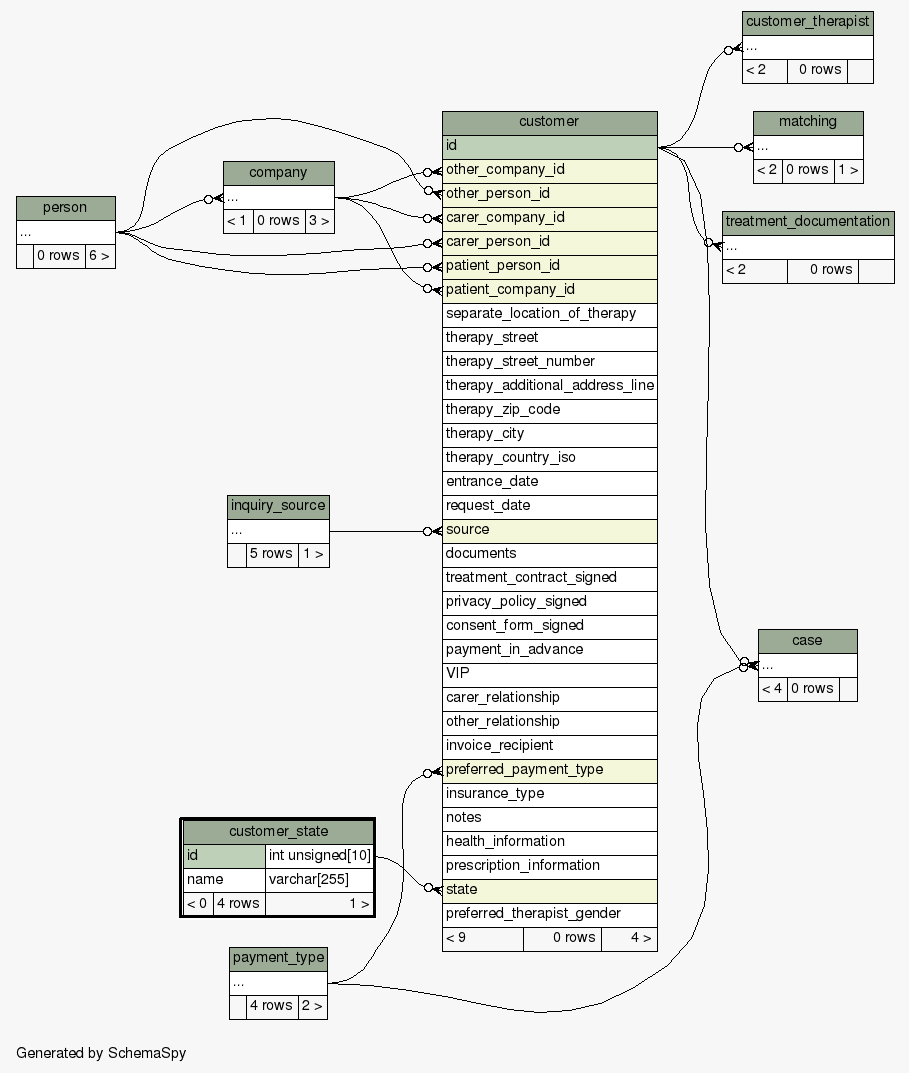 customer_therapist
...
< 2 0 rows
customer
id
other_company_id
other_person_id
carer_company_id
carer_person_id
patient_person_id
patient_company_id
separate_location_of_therapy
therapy_street
therapy_street_number
therapy_additional_address_line
therapy_zip_code
therapy_city
therapy_country_iso
entrance_date
request_date
source
documents
treatment_contract_signed
privacy_policy_signed
consent_form_signed
payment_in_advance
VIP
carer_relationship
other_relationship
invoice_recipient
preferred_payment_type
insurance_type
notes
health_information
prescription_information
state
preferred_therapist_gender
< 9 0 rows 4 >
matching
...
< 2 0 rows 1 >
company
...
< 1 0 rows 3 >
person
...
0 rows 6 >
treatment_documentation
...
< 2 0 rows
inquiry_source
...
5 rows 1 >
case
...
< 4 0 rows
customer_state
id int unsigned[10]
name varchar[255]
< 0 4 rows 1 >
payment_type
...
4 rows 2 >
Generated by SchemaSpy